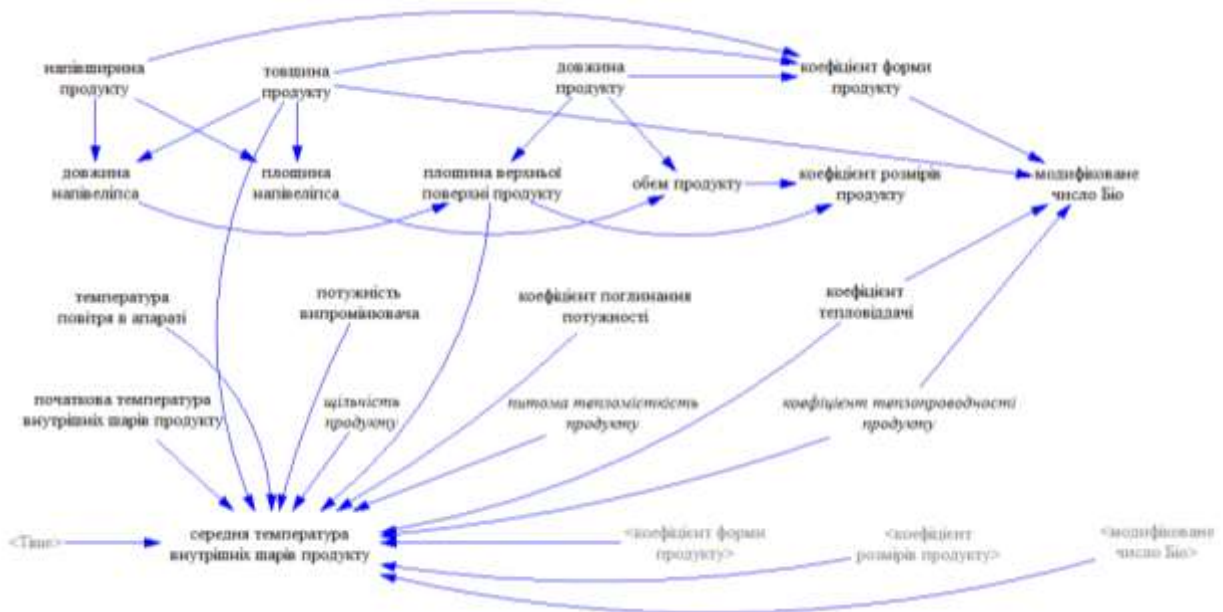 напівширина
продукту
товщина
продукту
довжина
продукту
коефіцієнт форми
продукту
довжина
напівеліпса
площина
напівеліпса
площина верхньої
поверхні продукту
обєм продукту
коефіцієнт розмірів
продукту
модифіковане
число Біо
температура
повітря в апараті
потужність
випромінювача
коефіцієнт поглинання
потужності
коефіцієнт
тепловіддачі
початкова температура
внутрішніх шарів продукту
щільність
продукту
питома тепломісткість
продукту
коефіцієнт теплопроводності
продукту
<Time>
середня температура
внутрішніх шарів продукту
<коефіцієнт форми
продукту>
<коефіцієнт
розмірів продукту>
<модифіковане
число Біо>